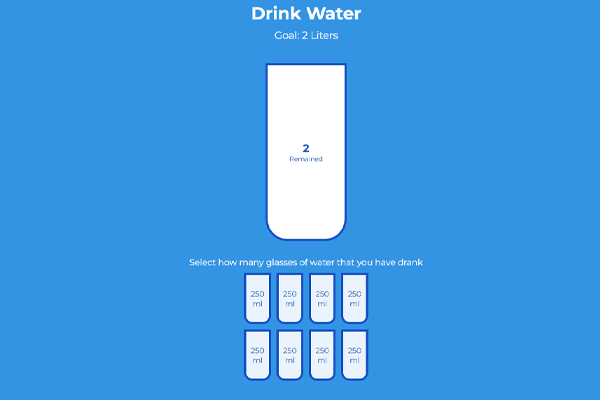 Drink Water
Goal: 2 Liters
2
Remained
Select how many glasses of water that you have drank
250 250 250 250
ml ml ml ml
250 250 250 250
ml ml ml ml